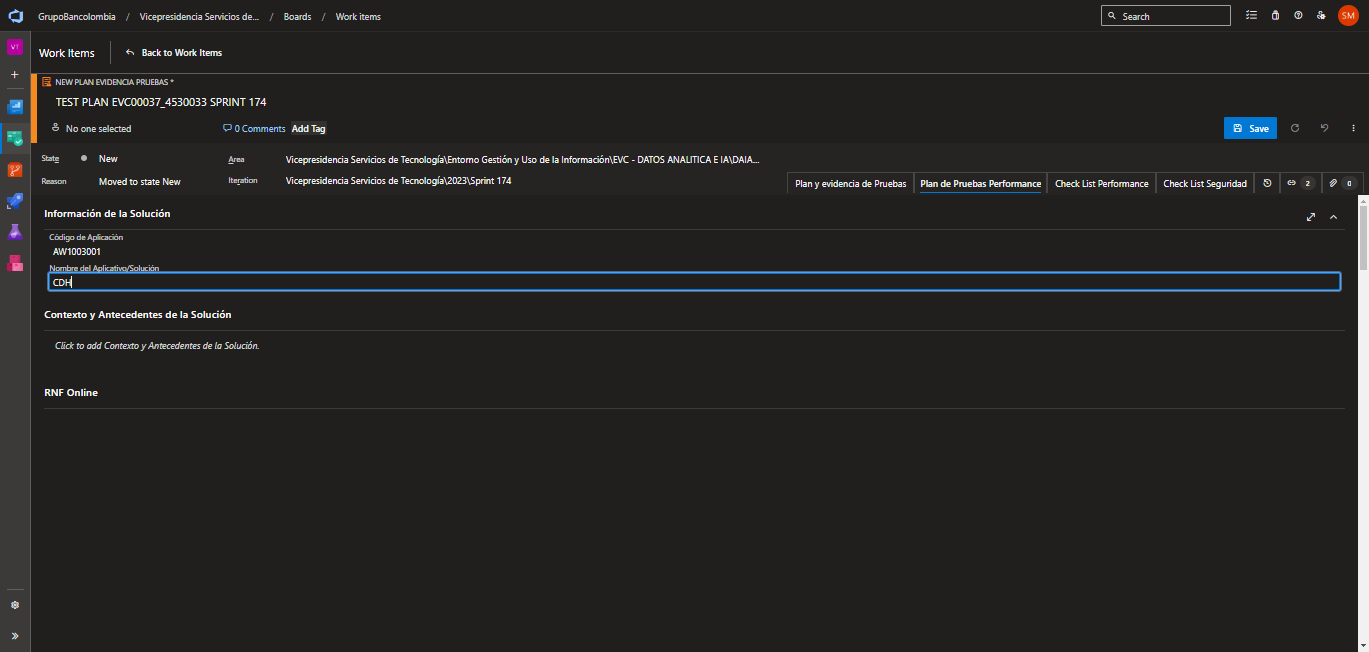 GrupoBancolombia / Vicepresidencia Servicios de... / Boards / Work items
Search
SM
VT
Work Items
Back to Work Items
NEW PLAN EVIDENCIA PRUEBAS *
TEST PLAN EVC00037_4530033 SPRINT 174
No one selected
0 Comments
Add Tag
Save
State
New
Area
Vicepresidencia Servicios de Tecnología\Entorno Gestión y Uso de la Información\EVC - DATOS ANALITICA E IA\DAIA...
Reason
Moved to state New
Iteration
Vicepresidencia Servicios de Tecnología\2023\Sprint 174
Plan y evidencia de Pruebas
Plan de Pruebas Performance
Check List Performance
Check List Seguridad
2
0
Información de la Solución
Código de Aplicación
AW1003001
Nombre del Aplicativo/Solución
CDH
Contexto y Antecedentes de la Solución
Click to add Contexto y Antecedentes de la Solución.
RNF Online